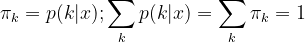 π_k = p(k|x); ∑_k p(k|x) = ∑_k π_k = 1